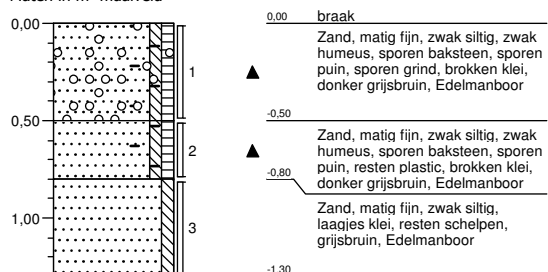 0,00
0,50
1,00
1
2
3
0,00 braak
Zand, matig fijn, zwak siltig, zwak
humeus, sporen baksteen, sporen
puin, sporen grind, brokken klei,
donker grijsbruin, Edelmanboor
-0,50
Zand, matig fijn, zwak siltig, zwak
humeus, sporen baksteen, sporen
puin, resten plastic, brokken klei,
donker grijsbruin, Edelmanboor
-0,80
Zand, matig fijn, zwak siltig,
laagjes klei, resten schelpen,
grijsbruin, Edelmanboor
-1,30